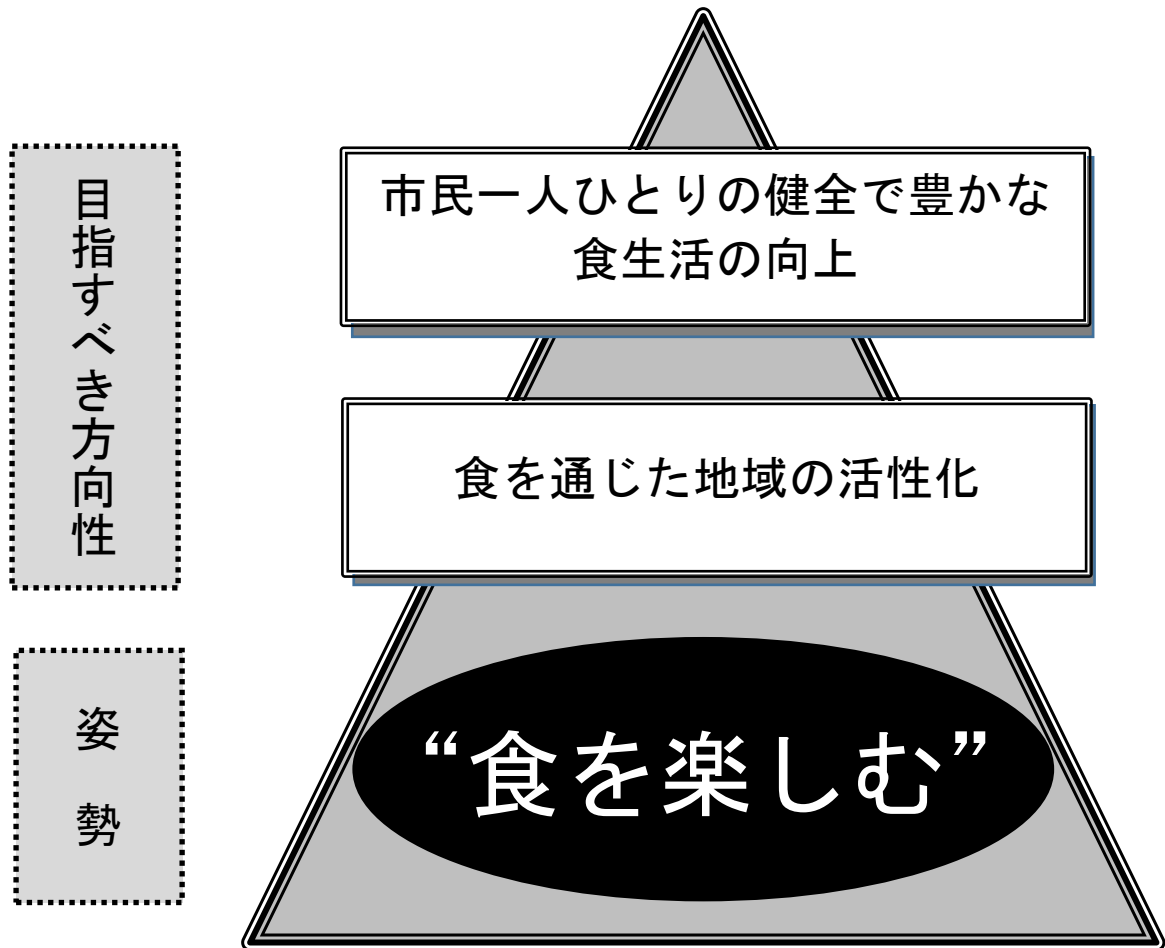 目指すべき方向性
市民一人ひとりの健全で豊かな
食生活の向上
食を通じた地域の活性化
姿勢
“食を楽しむ”